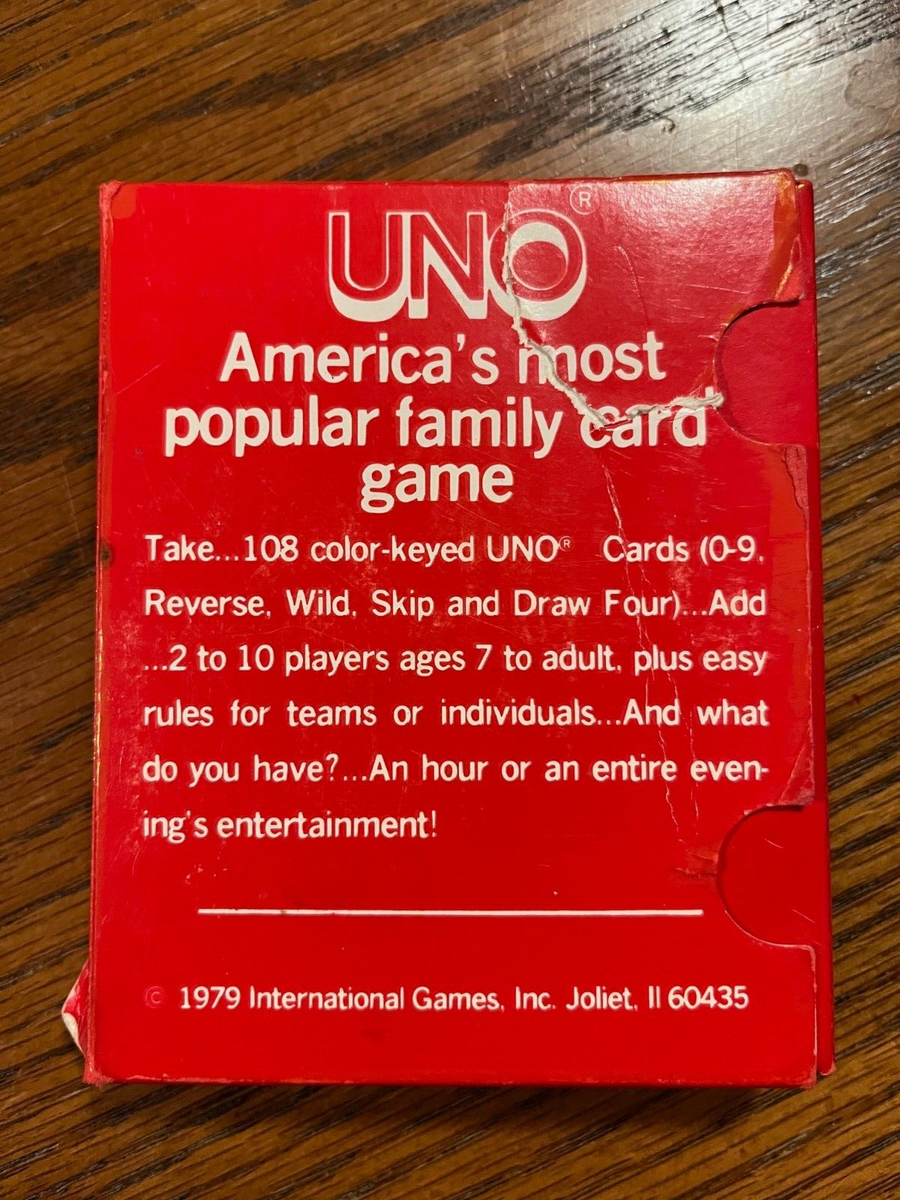 UNO®
America's most
popular family card
game
Take...108 color-keyed UNO® Cards (0-9,
Reverse, Wild, Skip and Draw Four)...Add
...2 to 10 players ages 7 to adult, plus easy
rules for teams or individuals...And what
do you have?...An hour or an entire even-
ing's entertainment!
© 1979 International Games, Inc. Joliet, Il 60435